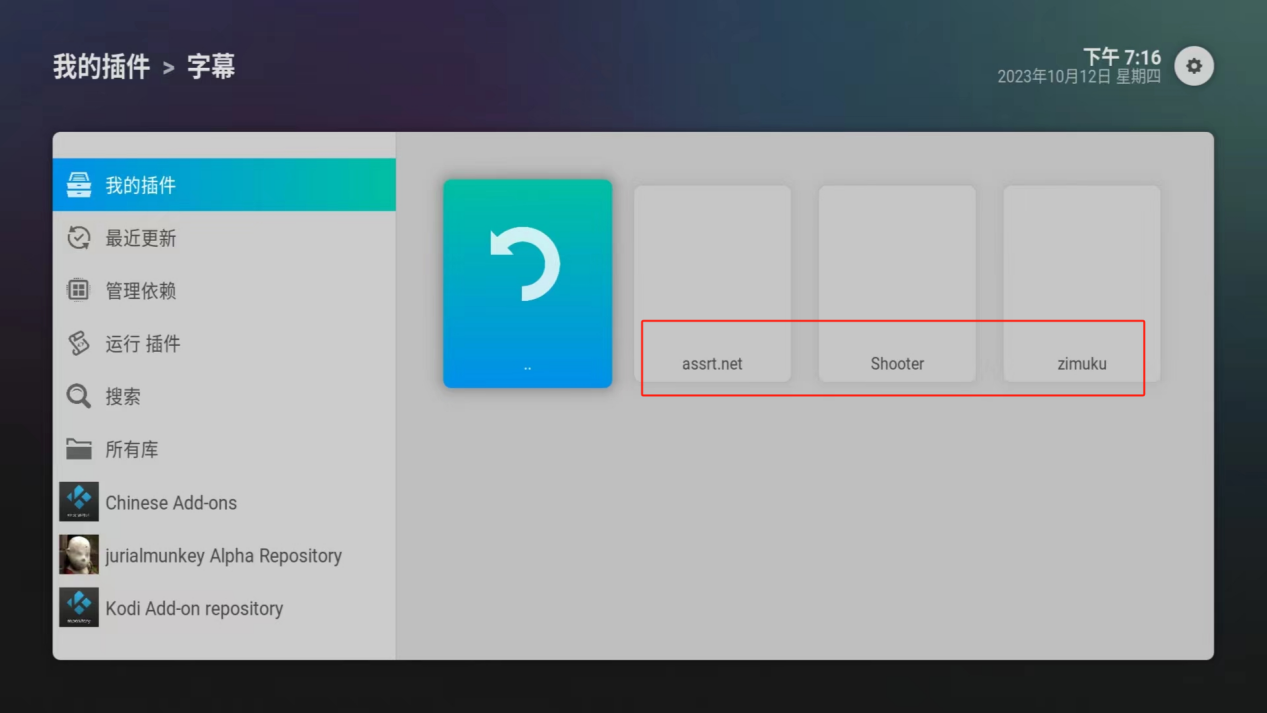 我的插件 > 字幕
下午 7:16
2023年10月12日 星期四
我的插件
最近更新
管理依赖
运行 插件
搜索
所有库
Chinese Add-ons
jurialmunkey Alpha Repository
Kodi Add-on repository
..
assrt.net
Shooter
zimuku